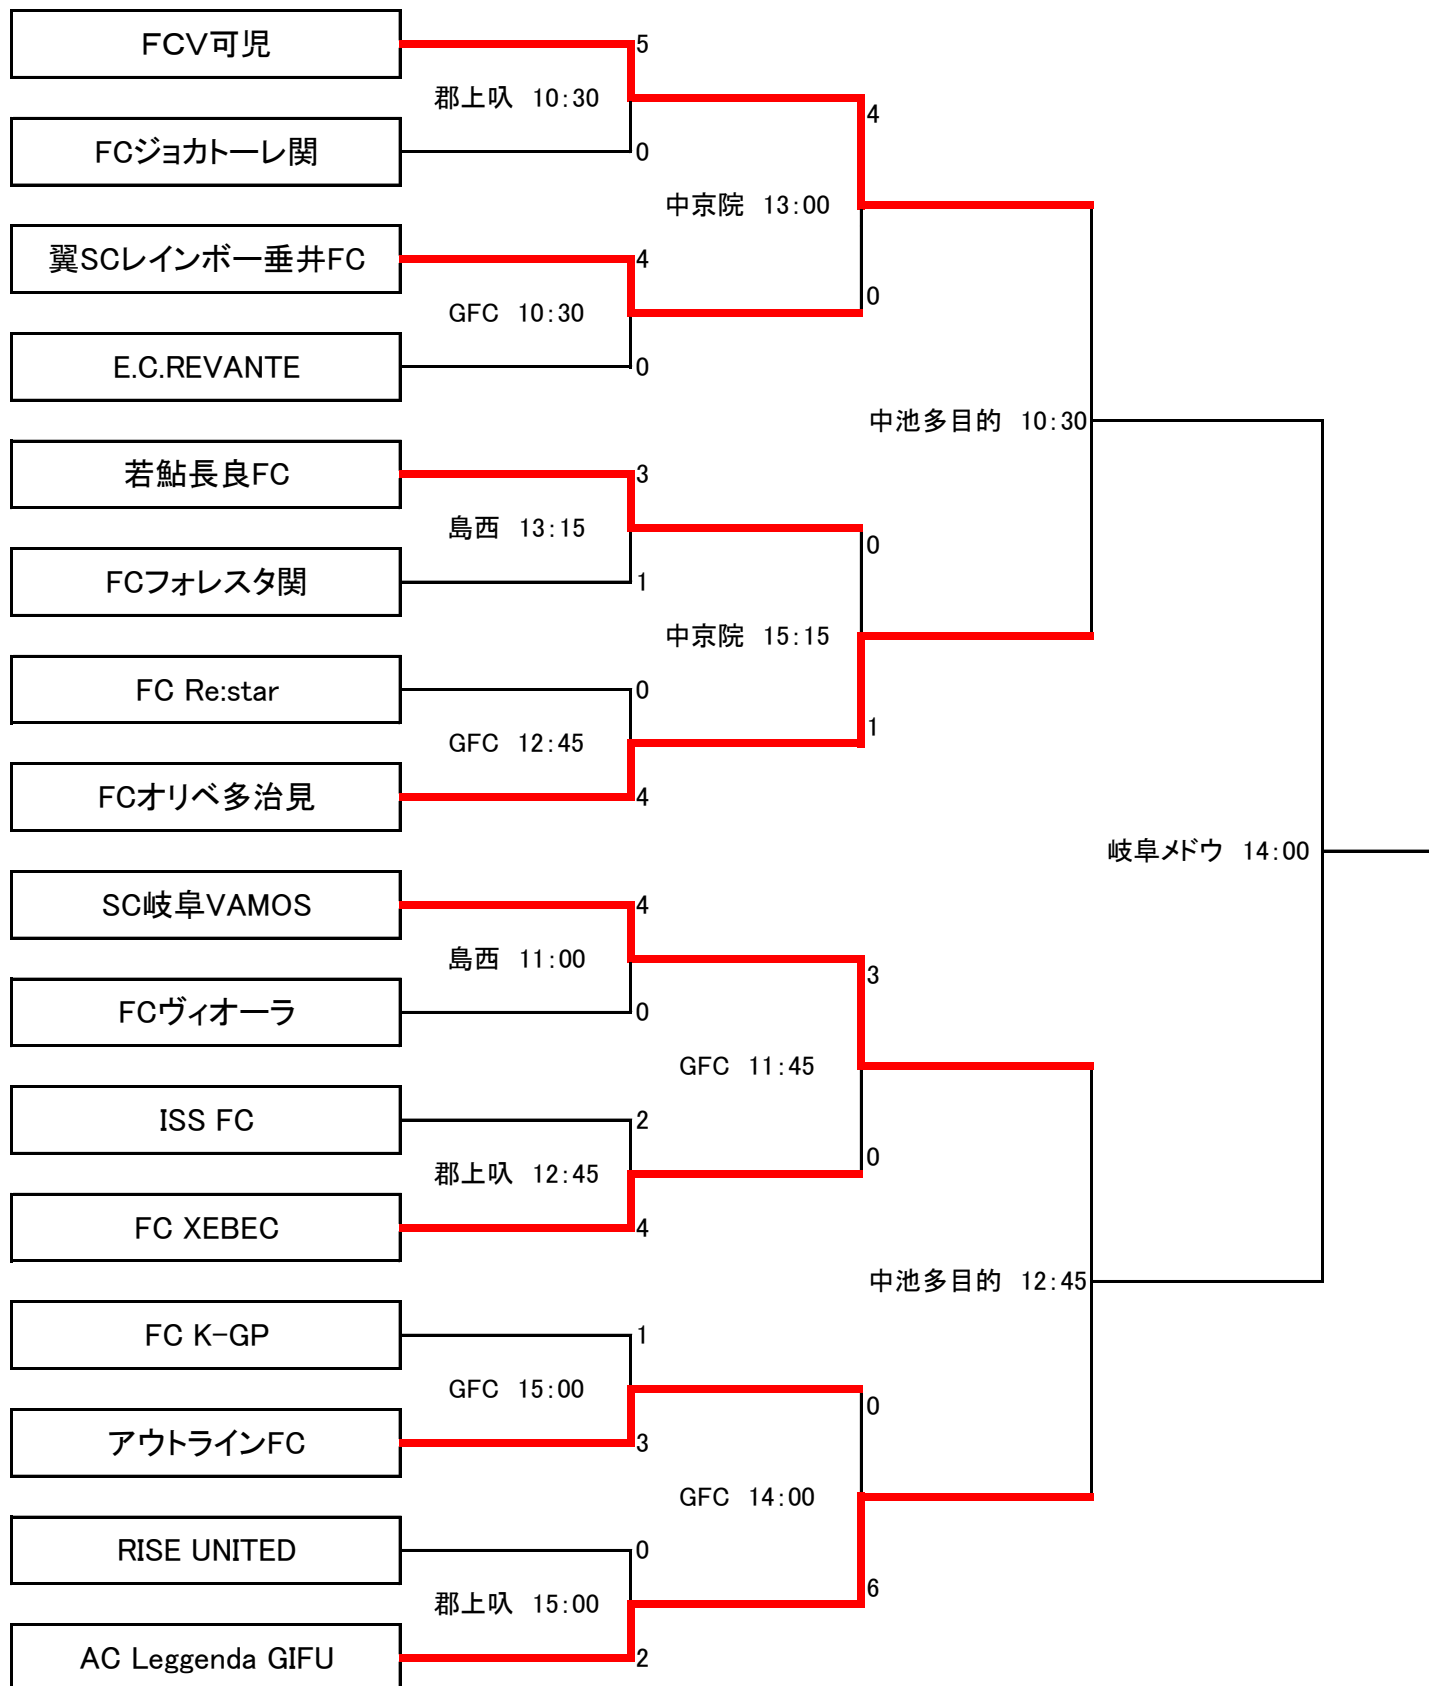 FCV可児
5
郡上叺 10:30
4
FCジョカトーレ関
0
中京院 13:00
翼SCレインボー垂井FC
4
0
GFC 10:30
E.C.REVANTE
0
中池多目的 10:30
若鮎長良FC
3
島西 13:15
0
FCフォレスタ関
1
中京院 15:15
FC Re:star
0
1
GFC 12:45
FCオリベ多治見
4
岐阜メドウ 14:00
SC岐阜VAMOS
4
島西 11:00
3
FCヴィオーラ
0
GFC 11:45
ISS FC
2
0
郡上叺 12:45
FC XEBEC
4
中池多目的 12:45
FC K-GP
1
GFC 15:00
0
アウトラインFC
3
GFC 14:00
RISE UNITED
0
6
郡上叺 15:00
AC Leggenda GIFU
2